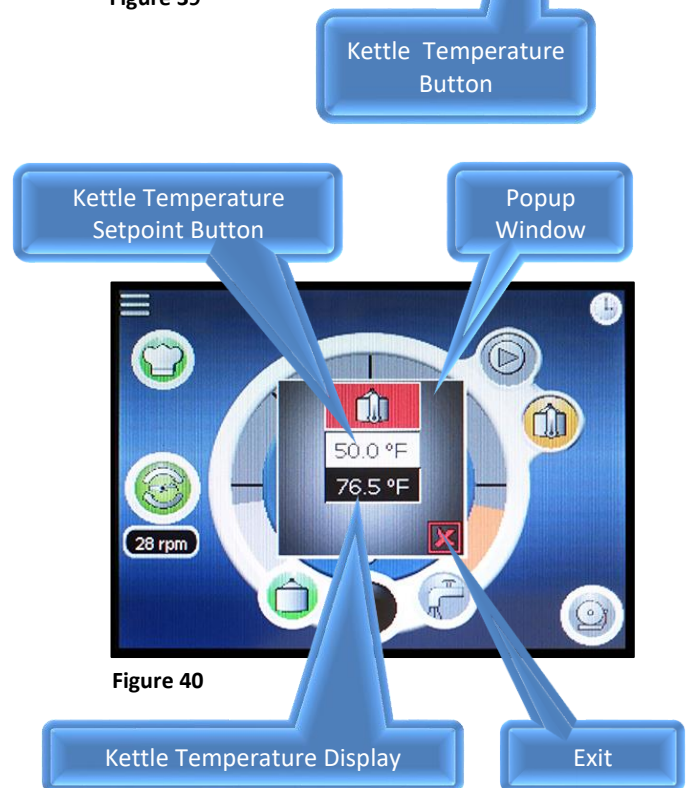 Figure 39
Kettle Temperature
Button
Kettle Temperature
Setpoint Button
Popup
Window
50.0 °F
76.5 °F
28 rpm
Figure 40
Kettle Temperature Display
Exit